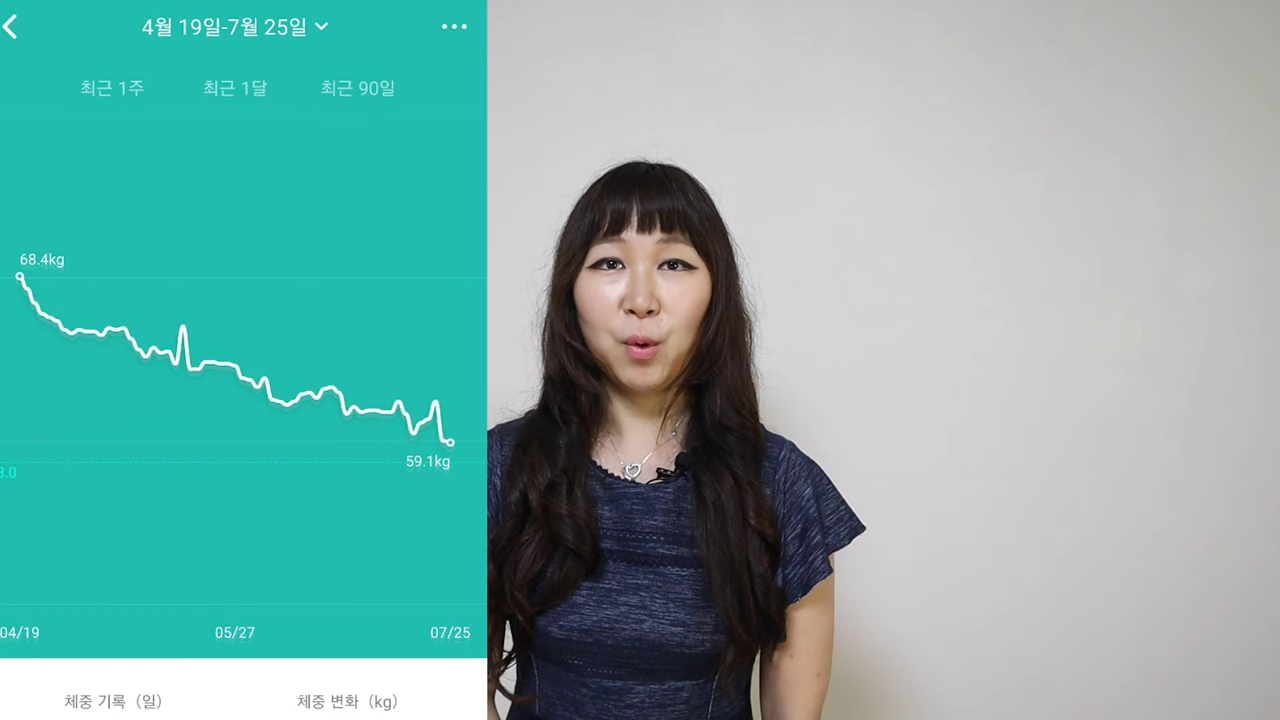 4월 19일-7월 25일
최근 1주 최근 1달 최근 90일
68.4kg
59.1kg
3.0
04/19 05/27 07/25
체중 기록 (일) 체중 변화 (kg)